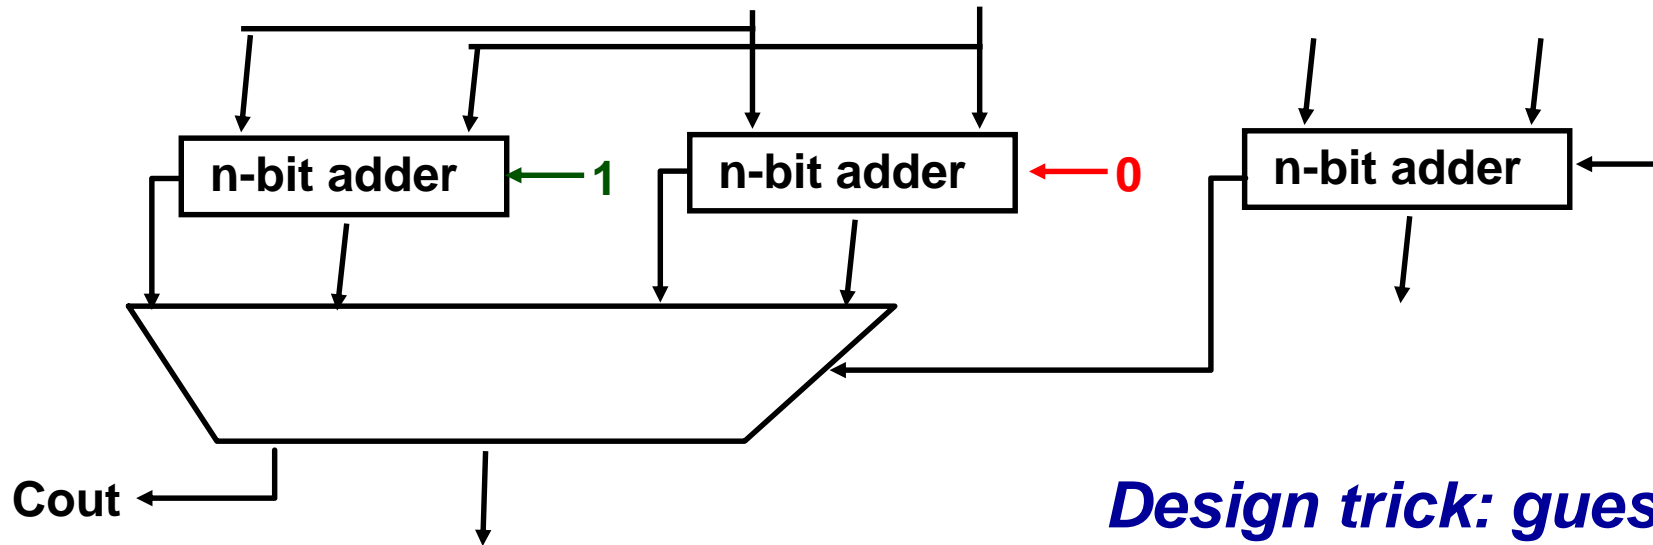 n-bit adder 1 n-bit adder 0 n-bit adder
Cout
Design trick: gues